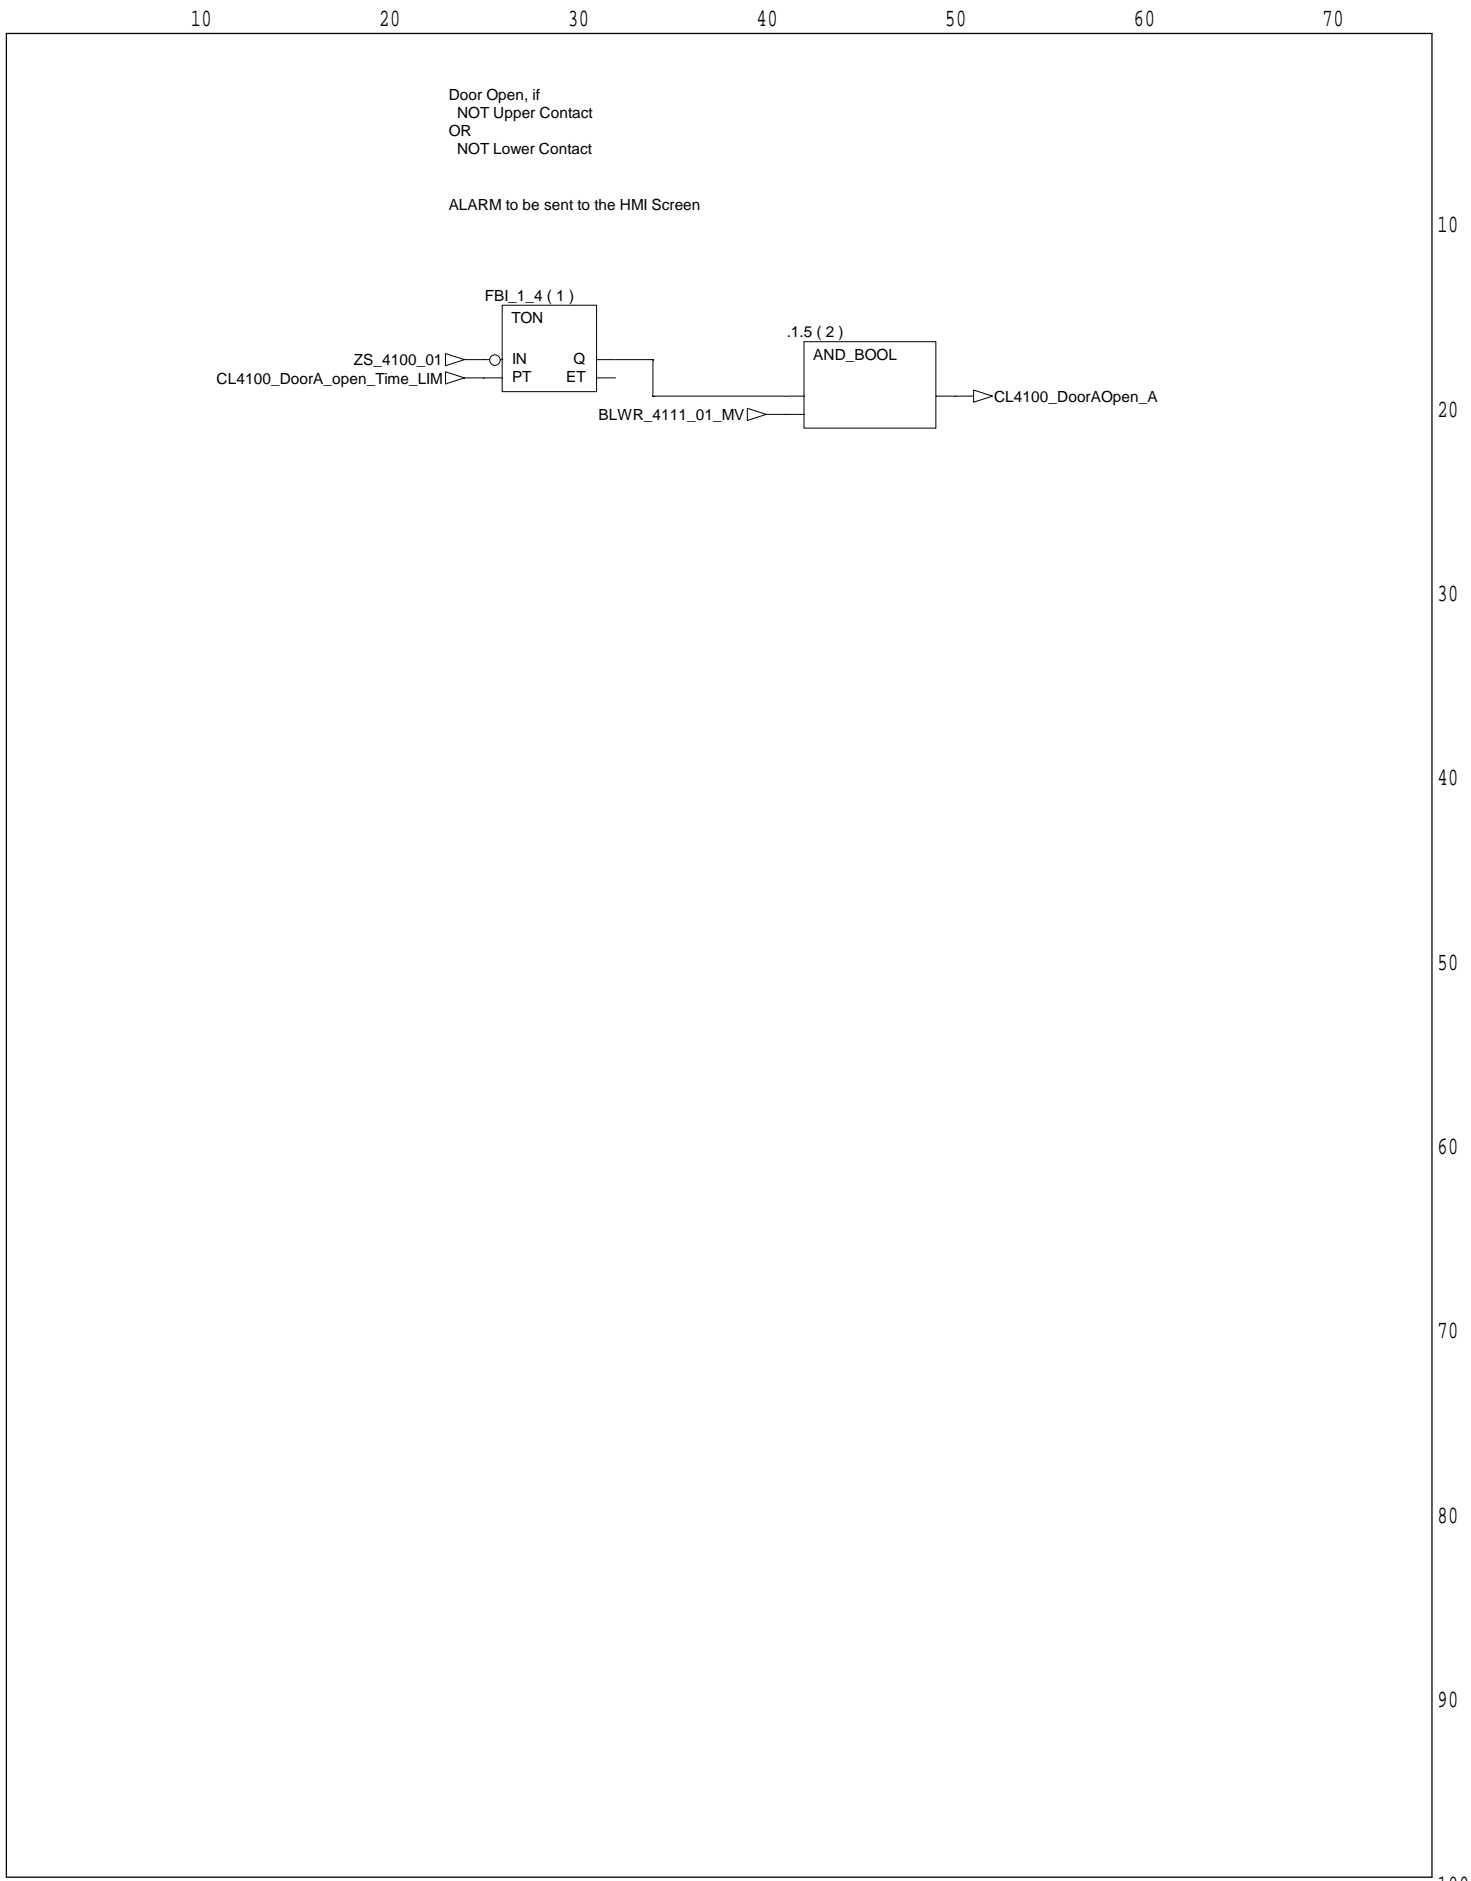 10 20 30 40 50 60 70
Door Open, if
NOT Upper Contact
OR
NOT Lower Contact
ALARM to be sent to the HMI Screen
10
FBI_1_4 ( 1 )
TON
.1.5 ( 2 )
AND_BOOL
ZS_4100_01 IN Q
CL4100_DoorA_open_Time_LIM PT ET
CL4100_DoorAOpen_A
BLWR_4111_01_MV
20
30
40
50
60
70
80
90